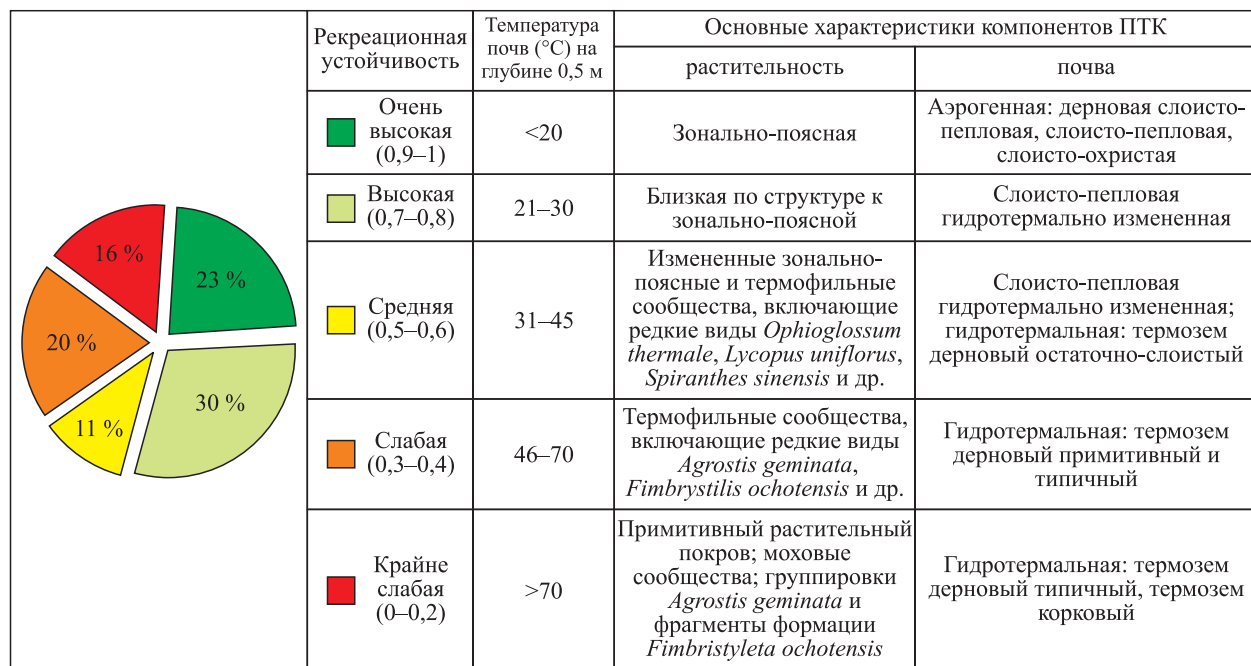 16 %
23 %
20 %
11 %
30 %
Рекреационная
устойчивость
Температура
почв (°C) на
глубине 0,5 м
Основные характеристики компонентов ПТК
растительность
почва
Очень
высокая
(0,9–1)
<20
Зонально-поясная
Аэрогенная: дерновая слоисто-
пепловая, слоисто-пепловая,
слоисто-охристая
Высокая
(0,7–0,8)
21–30
Близкая по структуре к
зонально-поясной
Слоисто-пепловая
гидротермально измененная
Средняя
(0,5–0,6)
31–45
Измененные зонально-
поясные и термофильные
сообщества, включающие
редкие виды Ophioglossum
thermale, Lycopus uniflorus,
Spiranthes sinensis и др.
Слоисто-пепловая
гидротермально измененная;
гидротермальная: термозем
дерновый остаточно-слоистый
Слабая
(0,3–0,4)
46–70
Термофильные сообщества,
включающие редкие виды
Agrostis geminata,
Fimbrystilis ochotensis и др.
Гидротермальная: термозем
дерновый примитивный и
типичный
Крайне
слабая
(0–0,2)
>70
Примитивный растительный
покров; моховые
сообщества; группировки
Agrostis geminata и
фрагменты формации
Fimbristyleta ochotensis
Гидротермальная: термозем
дерновый типичный, термозем
корковый